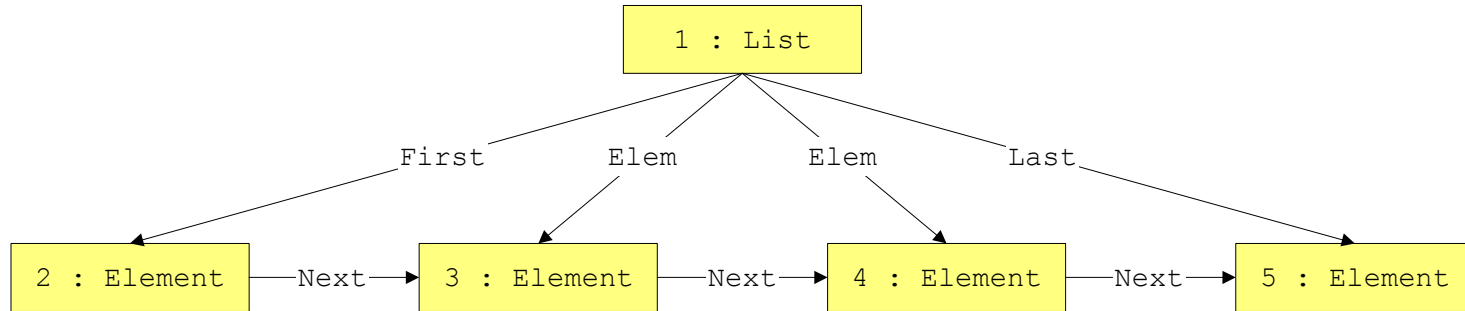 1 : List
First
Elem
Elem
Last
2 : Element
Next
3 : Element
Next
4 : Element
Next
5 : Element